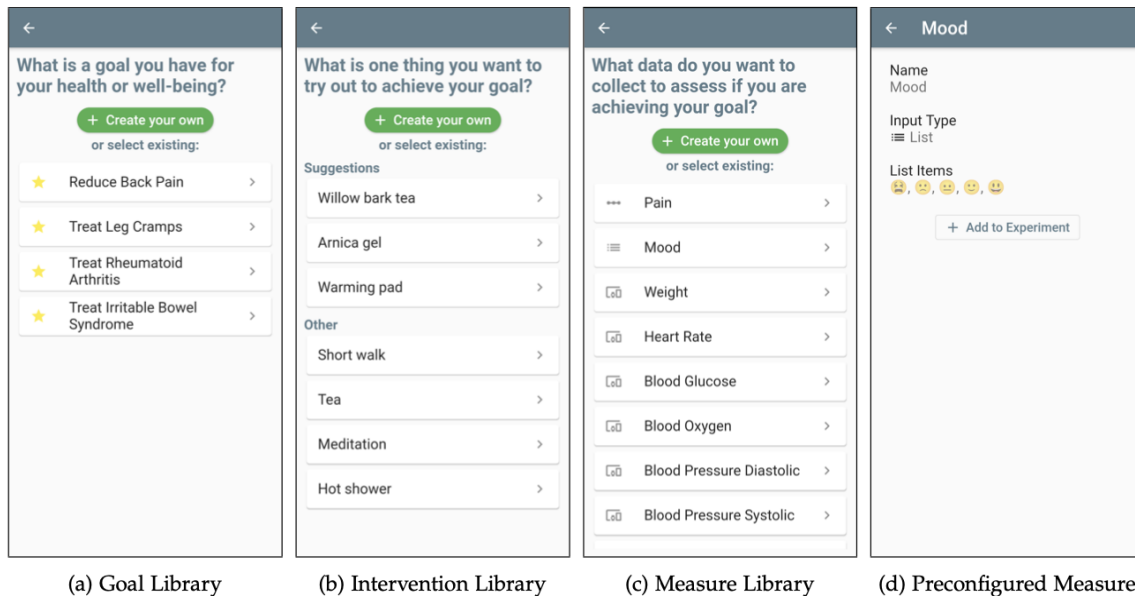 What is a goal you have for
your health or well-being?
+ Create your own
or select existing:
Reduce Back Pain
Treat Leg Cramps
Treat Rheumatoid
Arthritis
Treat Irritable Bowel
Syndrome
(a) Goal Library
What is one thing you want to
try out to achieve your goal?
+ Create your own
or select existing:
Suggestions
Willow bark tea
Arnica gel
Warming pad
Other
Short walk
Tea
Meditation
Hot shower
(b) Intervention Library
What data do you want to
collect to assess if you are
achieving your goal?
+ Create your own
or select existing:
Pain
Mood
Weight
Heart Rate
Blood Glucose
Blood Oxygen
Blood Pressure Diastolic
Blood Pressure Systolic
(c) Measure Library
Mood
Name
Mood
Input Type
List
List Items
😫, 🙁, 😐, 🙂, 😃
+ Add to Experiment
(d) Preconfigured Measure